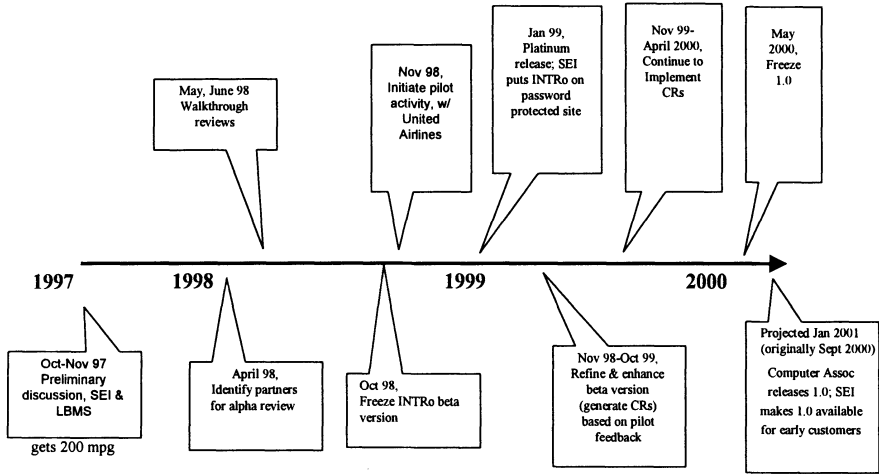 May, June 98
Walkthrough
reviews
Nov 98,
Initiate pilot
activity, w/
United
Airlines
Jan 99,
Platinum
release; SEI
puts INTRo on
password
protected site
Nov 99-
April 2000,
Continue to
Implement
CRs
May
2000,
Freeze
1.0
1997
1998
1999
2000
Oct-Nov 97
Preliminary
discussion, SEI &
LBMS
gets 200 mpg
April 98,
Identify partners
for alpha review
Oct 98,
Freeze INTRo beta
version
Nov 98-Oct 99,
Refine & enhance
beta version
(generate CRs)
based on pilot
feedback
Projected Jan 2001
(originally Sept 2000)
Computer Assoc
releases 1.0; SEI
makes 1.0 available
for early customers